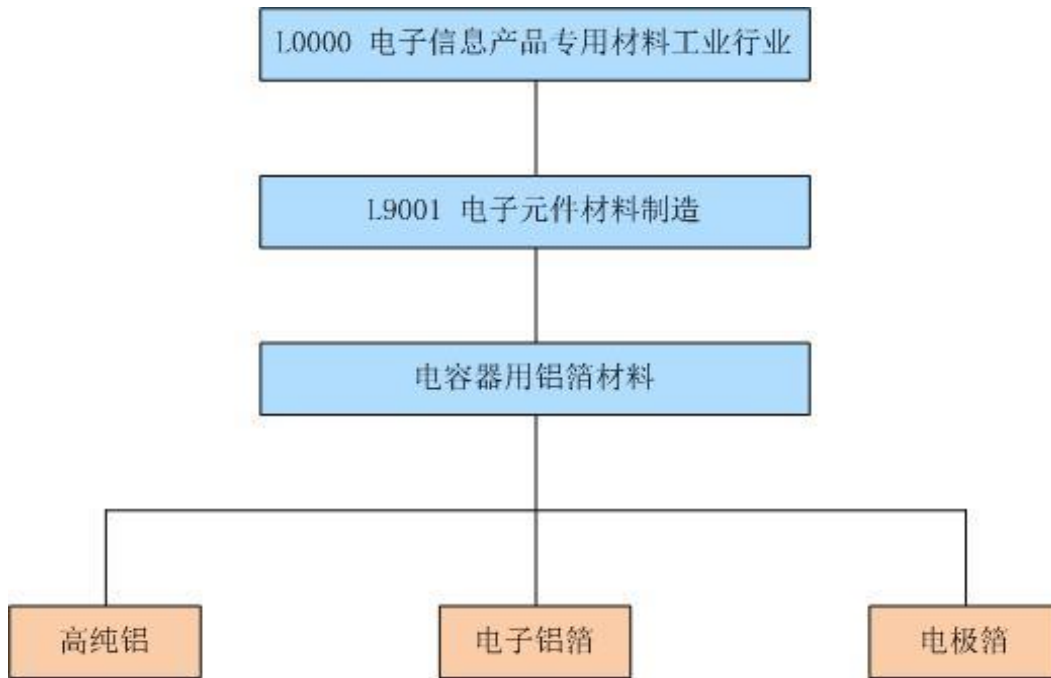 L0000 电子信息产品专用材料工业行业
L9001 电子元件材料制造
电容器用铝箔材料
高纯铝
电子铝箔
电极箔